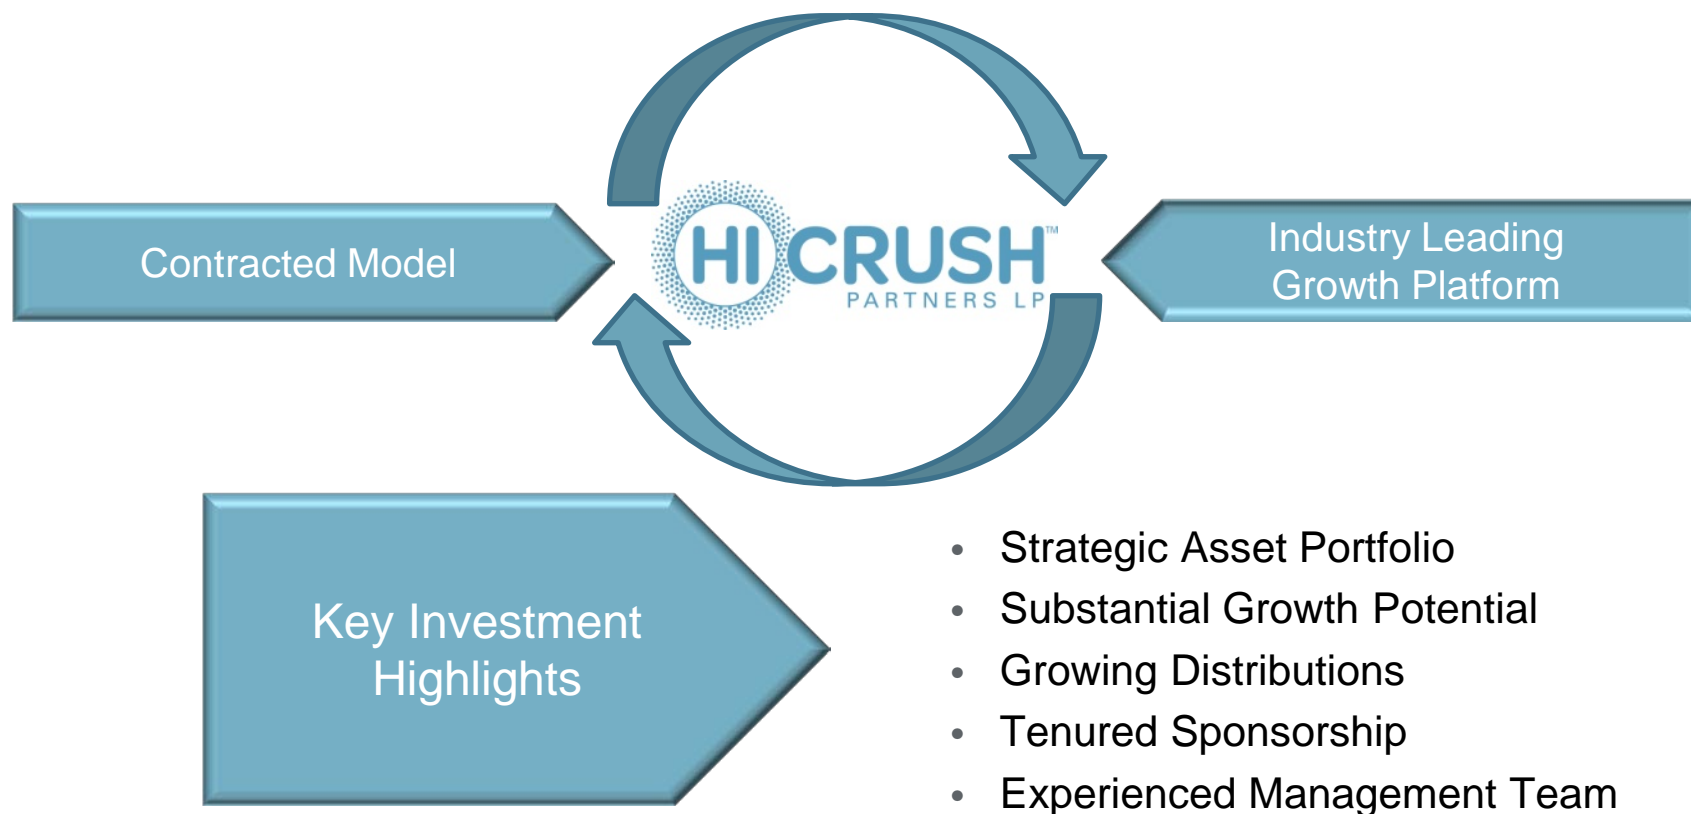 Contracted Model
HI CRUSH™
PARTNERS LP
Industry Leading
Growth Platform
Key Investment
Highlights
• Strategic Asset Portfolio
• Substantial Growth Potential
• Growing Distributions
• Tenured Sponsorship
• Experienced Management Team